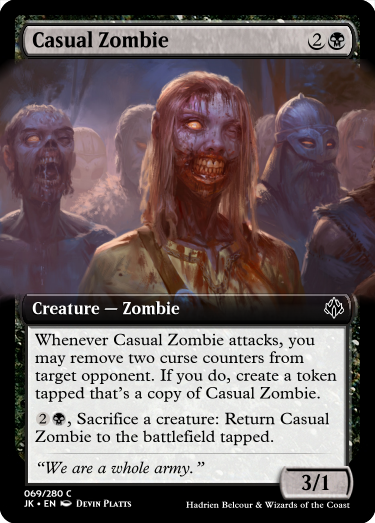 Casual Zombie 2
Creature — Zombie
Whenever Casual Zombie attacks, you
may remove two curse counters from
target opponent. If you do, create a token
tapped that's a copy of Casual Zombie.
2 , Sacrifice a creature: Return Casual
Zombie to the battlefield tapped.
“We are a whole army.”
3/1
069/280 C
JK • EN Devin Platts
Hadrien Belcour & Wizards of the Coast